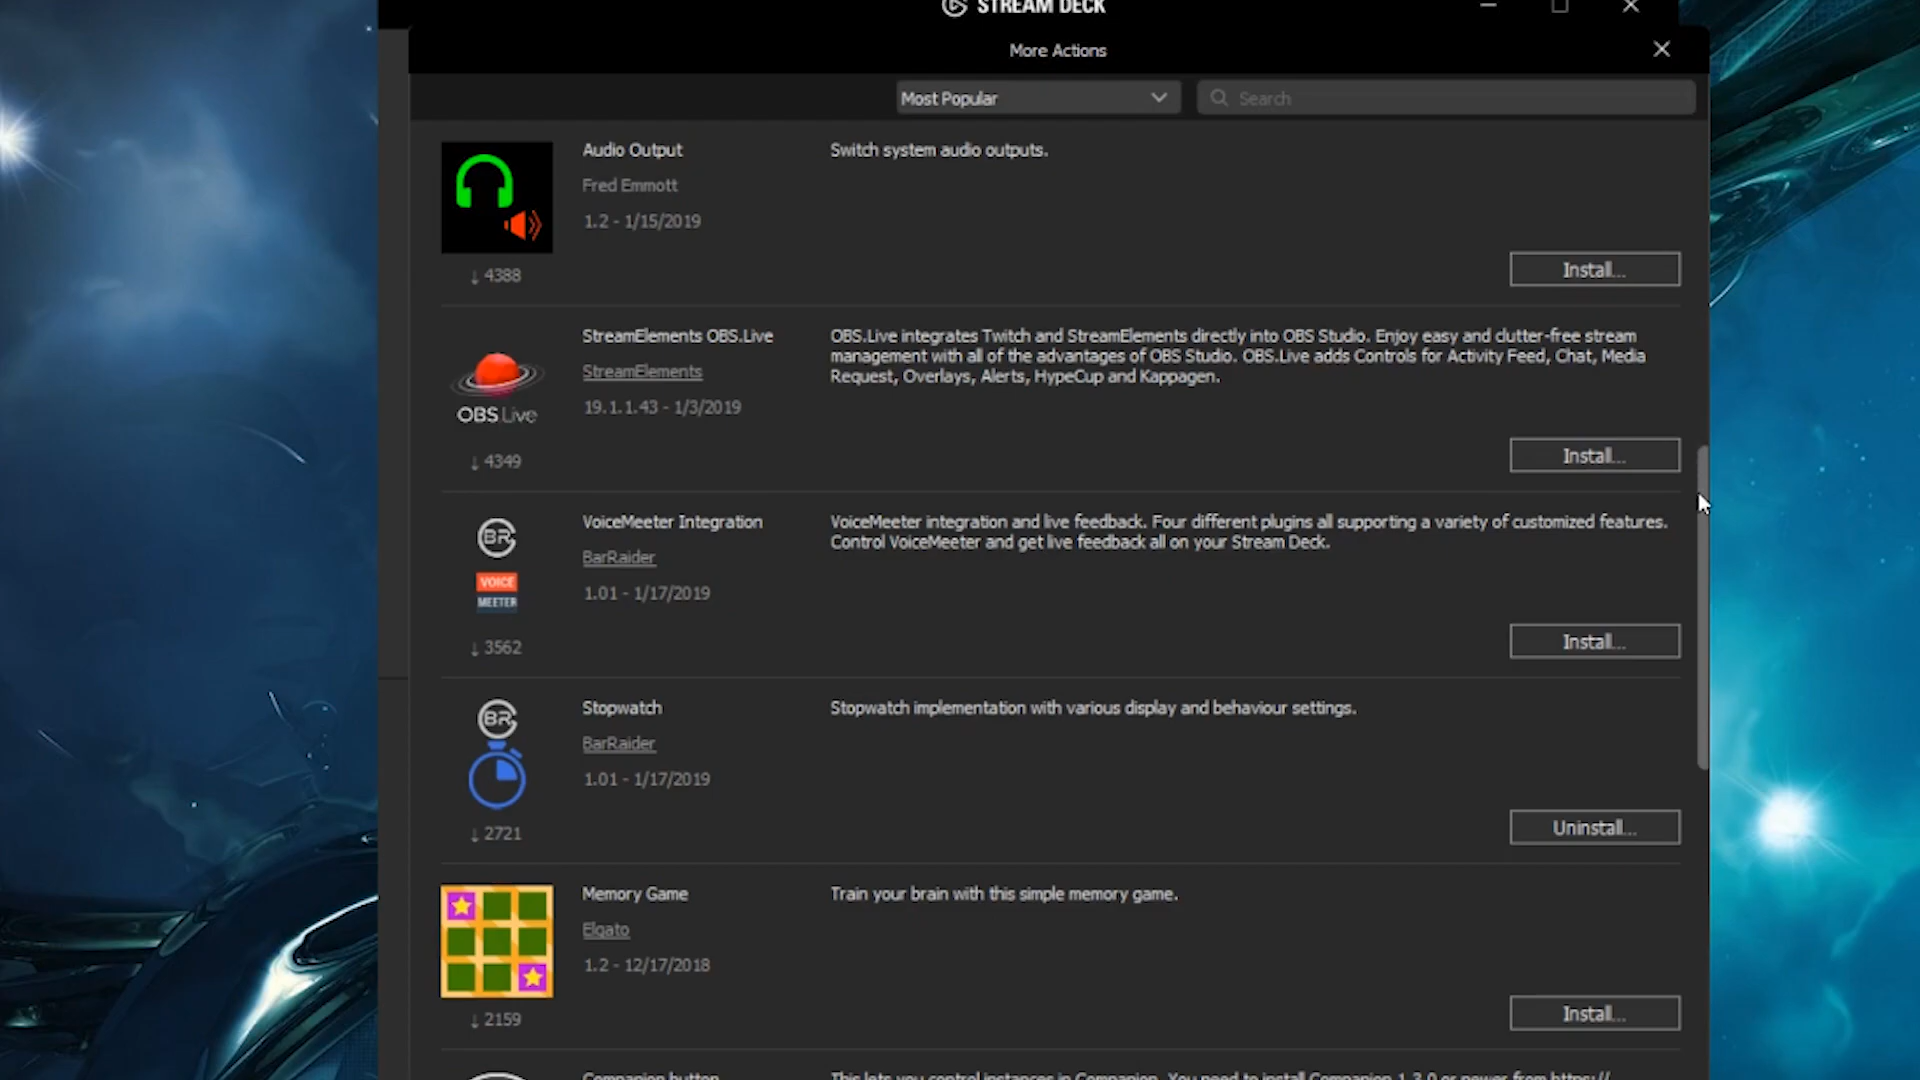 STREAM DECK
More Actions
Most Popular
Search
Audio Output
Switch system audio outputs.
Fred Emmott
1.2 - 1/15/2019
↓ 4388
Install...
StreamElements OBS.Live
OBS.Live integrates Twitch and StreamElements directly into OBS Studio. Enjoy easy and clutter-free stream
management with all of the advantages of OBS Studio. OBS.Live adds Controls for Activity Feed, Chat, Media
Request, Overlays, Alerts, HypeCup and Kappagen.
StreamElements
19.1.1.43 - 1/3/2019
OBS.Live
↓ 4349
Install...
VoiceMeeter Integration
VoiceMeeter integration and live feedback. Four different plugins all supporting a variety of customized features.
Control VoiceMeeter and get live feedback all on your Stream Deck.
BR
BarRaider
VOICE
MEETER
1.01 - 1/17/2019
↓ 3562
Install...
Stopwatch
Stopwatch implementation with various display and behaviour settings.
BR
BarRaider
1.01 - 1/17/2019
↓ 2721
Uninstall...
Memory Game
Train your brain with this simple memory game.
Elgato
1.2 - 12/17/2018
↓ 2159
Install...
Companion button
This lets you control instances in Companion. You need to install Companion 1.3.0 or newer from https://